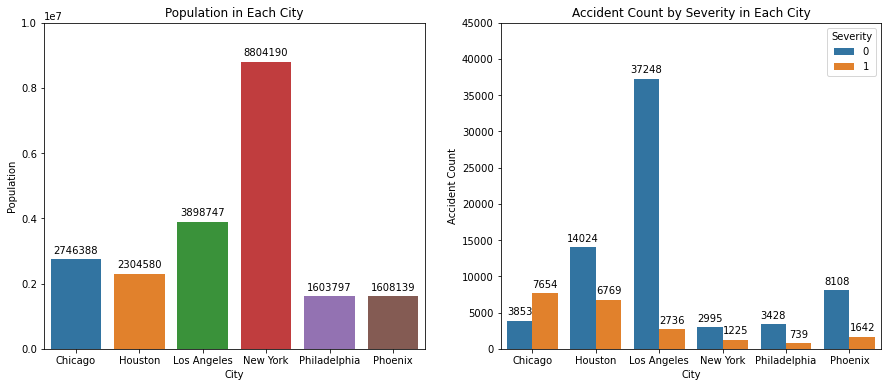 Population in Each City
1e7
1.0
0.8
0.6
0.4
0.2
0.0
Population
2746388
2304580
3898747
8804190
1603797
1608139
Chicago
Houston
Los Angeles
New York
Philadelphia
Phoenix
City
Accident Count by Severity in Each City
45000
40000
35000
30000
25000
20000
15000
10000
5000
0
Accident Count
Severity
0
1
3853
7654
14024
6769
37248
2736
2995
1225
3428
739
8108
1642
Chicago
Houston
Los Angeles
New York
Philadelphia
Phoenix
City